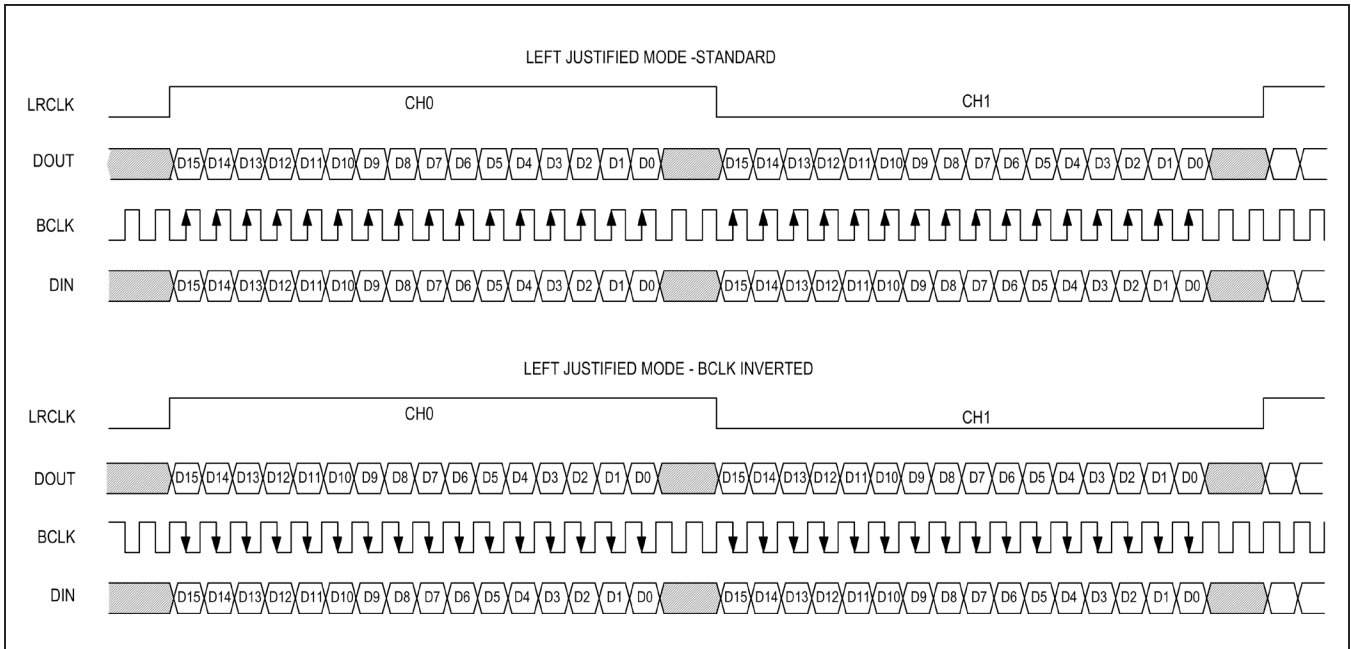 LEFT JUSTIFIED MODE -STANDARD
LRCLK CH0 CH1
DOUT D15 D14 D13 D12 D11 D10 D9 D8 D7 D6 D5 D4 D3 D2 D1 D0 D15 D14 D13 D12 D11 D10 D9 D8 D7 D6 D5 D4 D3 D2 D1 D0
BCLK
DIN D15 D14 D13 D12 D11 D10 D9 D8 D7 D6 D5 D4 D3 D2 D1 D0 D15 D14 D13 D12 D11 D10 D9 D8 D7 D6 D5 D4 D3 D2 D1 D0
LEFT JUSTIFIED MODE - BCLK INVERTED
LRCLK CH0 CH1
DOUT D15 D14 D13 D12 D11 D10 D9 D8 D7 D6 D5 D4 D3 D2 D1 D0 D15 D14 D13 D12 D11 D10 D9 D8 D7 D6 D5 D4 D3 D2 D1 D0
BCLK
DIN D15 D14 D13 D12 D11 D10 D9 D8 D7 D6 D5 D4 D3 D2 D1 D0 D15 D14 D13 D12 D11 D10 D9 D8 D7 D6 D5 D4 D3 D2 D1 D0